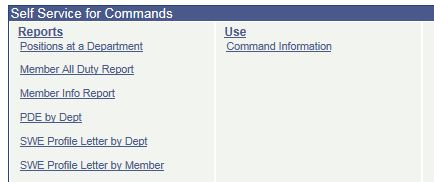 Self Service for Commands
Reports
Positions at a Department
Member All Duty Report
Member Info Report
PDE by Dept
SWE Profile Letter by Dept
SWE Profile Letter by Member
Use
Command Information